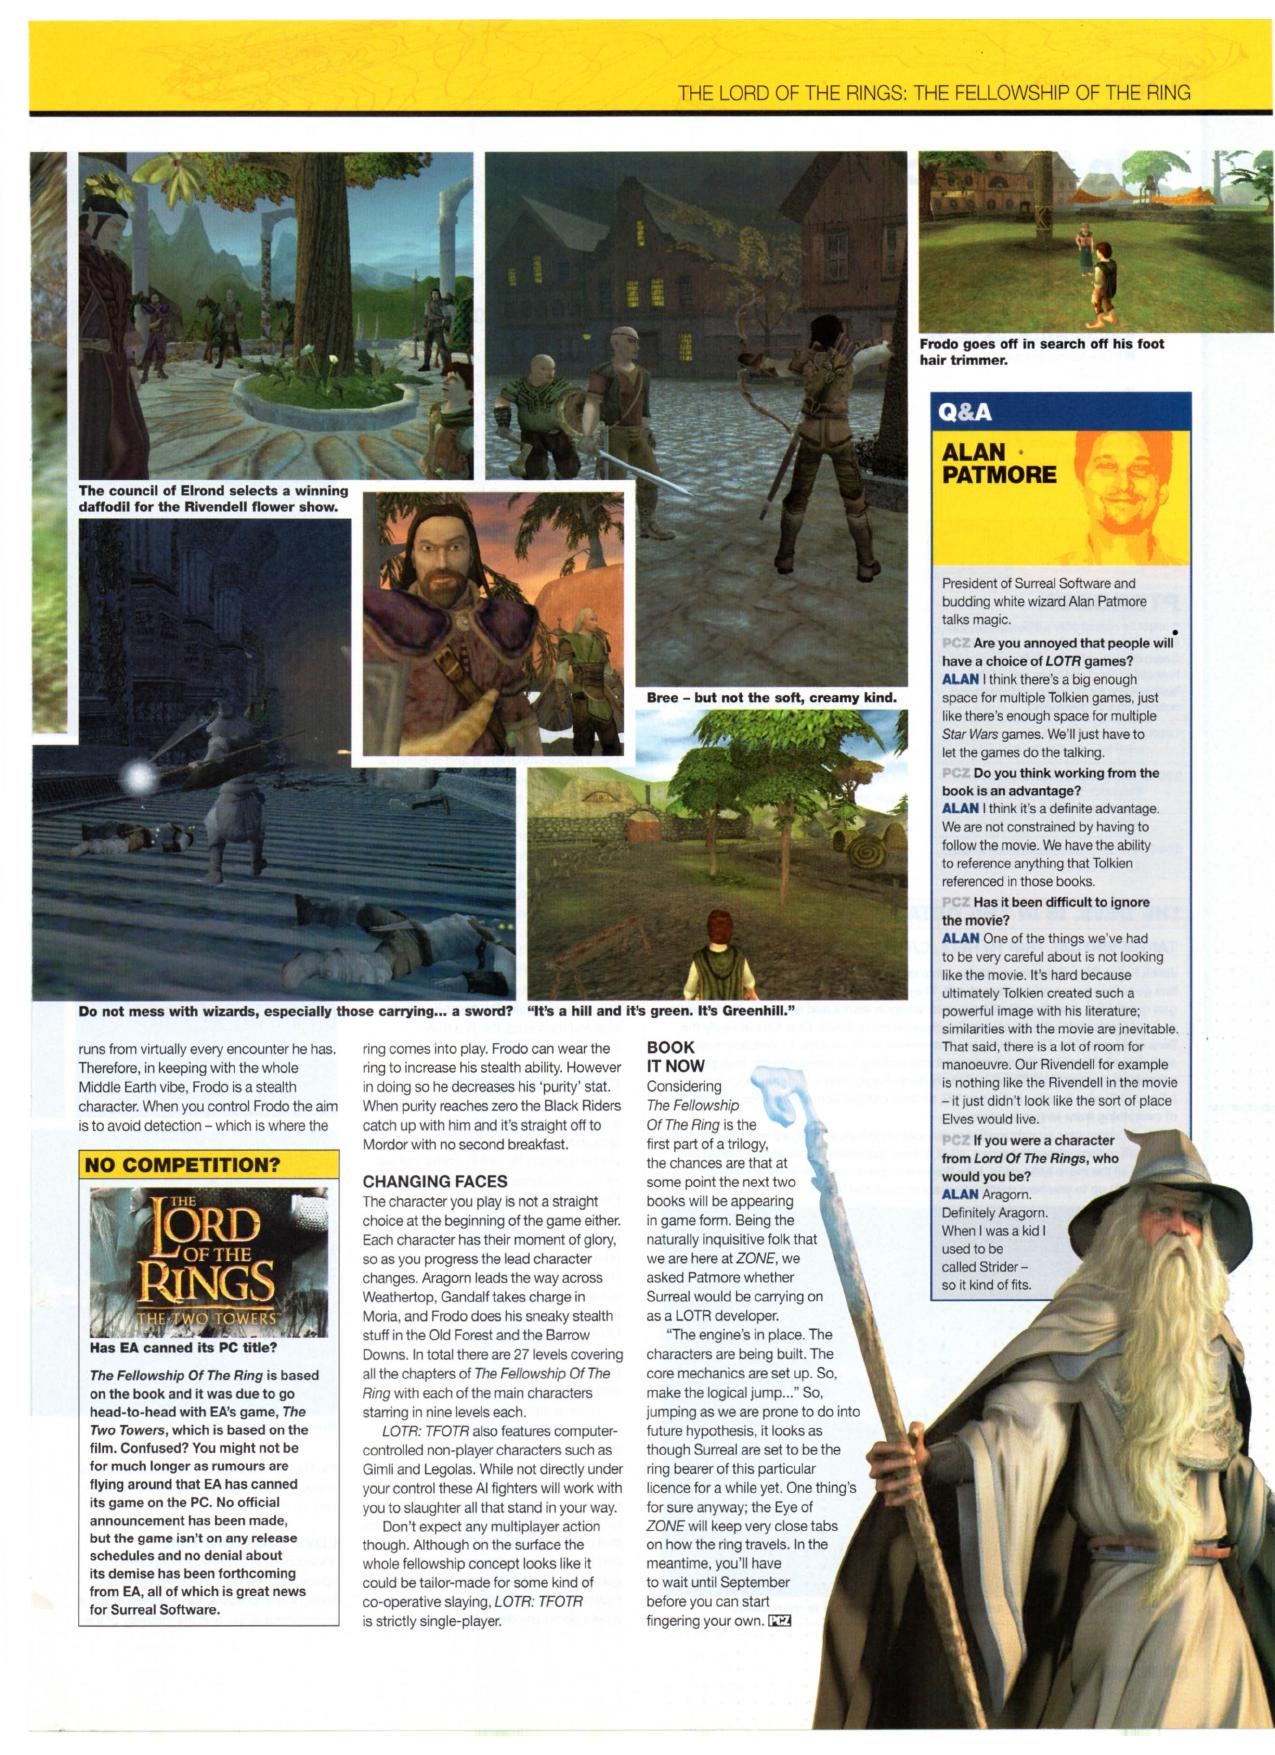 THE LORD OF THE RINGS: THE FELLOWSHIP OF THE RING
The council of Elrond selects a winning
daffodil for the Rivendell flower show.
Bree – but not the soft, creamy kind.
Frodo goes off in search off his foot
hair trimmer.
Do not mess with wizards, especially those carrying... a sword?
“It’s a hill and it’s green. It’s Greenhill.”
runs from virtually every encounter he has.
Therefore, in keeping with the whole
Middle Earth vibe, Frodo is a stealth
character. When you control Frodo the aim
is to avoid detection – which is where the
NO COMPETITION?
THE
LORD
OF THE
RINGS
THE TWO TOWERS
Has EA canned its PC title?
The Fellowship Of The Ring is based
on the book and it was due to go
head-to-head with EA’s game, The
Two Towers, which is based on the
film. Confused? You might not be
for much longer as rumours are
flying around that EA has canned
its game on the PC. No official
announcement has been made,
but the game isn’t on any release
schedules and no denial about
its demise has been forthcoming
from EA, all of which is great news
for Surreal Software.
ring comes into play. Frodo can wear the
ring to increase his stealth ability. However
in doing so he decreases his ‘purity’ stat.
When purity reaches zero the Black Riders
catch up with him and it’s straight off to
Mordor with no second breakfast.
CHANGING FACES
The character you play is not a straight
choice at the beginning of the game either.
Each character has their moment of glory,
so as you progress the lead character
changes. Aragorn leads the way across
Weathertop, Gandalf takes charge in
Moria, and Frodo does his sneaky stealth
stuff in the Old Forest and the Barrow
Downs. In total there are 27 levels covering
all the chapters of The Fellowship Of The
Ring with each of the main characters
starring in nine levels each.
LOTR: TFOTR also features computer-
controlled non-player characters such as
Gimli and Legolas. While not directly under
your control these AI fighters will work with
you to slaughter all that stand in your way.
Don’t expect any multiplayer action
though. Although on the surface the
whole fellowship concept looks like it
could be tailor-made for some kind of
co-operative slaying, LOTR: TFOTR
is strictly single-player.
BOOK
IT NOW
Considering
The Fellowship
Of The Ring is the
first part of a trilogy,
the chances are that at
some point the next two
books will be appearing
in game form. Being the
naturally inquisitive folk that
we are here at ZONE, we
asked Patmore whether
Surreal would be carrying on
as a LOTR developer.
“The engine’s in place. The
characters are being built. The
core mechanics are set up. So,
make the logical jump...” So,
jumping as we are prone to do into
future hypothesis, it looks as
though Surreal are set to be the
ring bearer of this particular
licence for a while yet. One thing’s
for sure anyway; the Eye of
ZONE will keep very close tabs
on how the ring travels. In the
meantime, you’ll have
to wait until September
before you can start
fingering your own. PCZ
Q&A
ALAN
PATMORE
President of Surreal Software and
budding white wizard Alan Patmore
talks magic.
PCZ Are you annoyed that people will
have a choice of LOTR games?
ALAN I think there’s a big enough
space for multiple Tolkien games, just
like there’s enough space for multiple
Star Wars games. We’ll just have to
let the games do the talking.
PCZ Do you think working from the
book is an advantage?
ALAN I think it’s a definite advantage.
We are not constrained by having to
follow the movie. We have the ability
to reference anything that Tolkien
referenced in those books.
PCZ Has it been difficult to ignore
the movie?
ALAN One of the things we’ve had
to be very careful about is not looking
like the movie. It’s hard because
ultimately Tolkien created such a
powerful image with his literature;
similarities with the movie are inevitable.
That said, there is a lot of room for
manoeuvre. Our Rivendell for example
is nothing like the Rivendell in the movie
– it just didn’t look like the sort of place
Elves would live.
PCZ If you were a character
from Lord Of The Rings, who
would you be?
ALAN Aragorn.
Definitely Aragorn.
When I was a kid I
used to be
called Strider –
so it kind of fits.